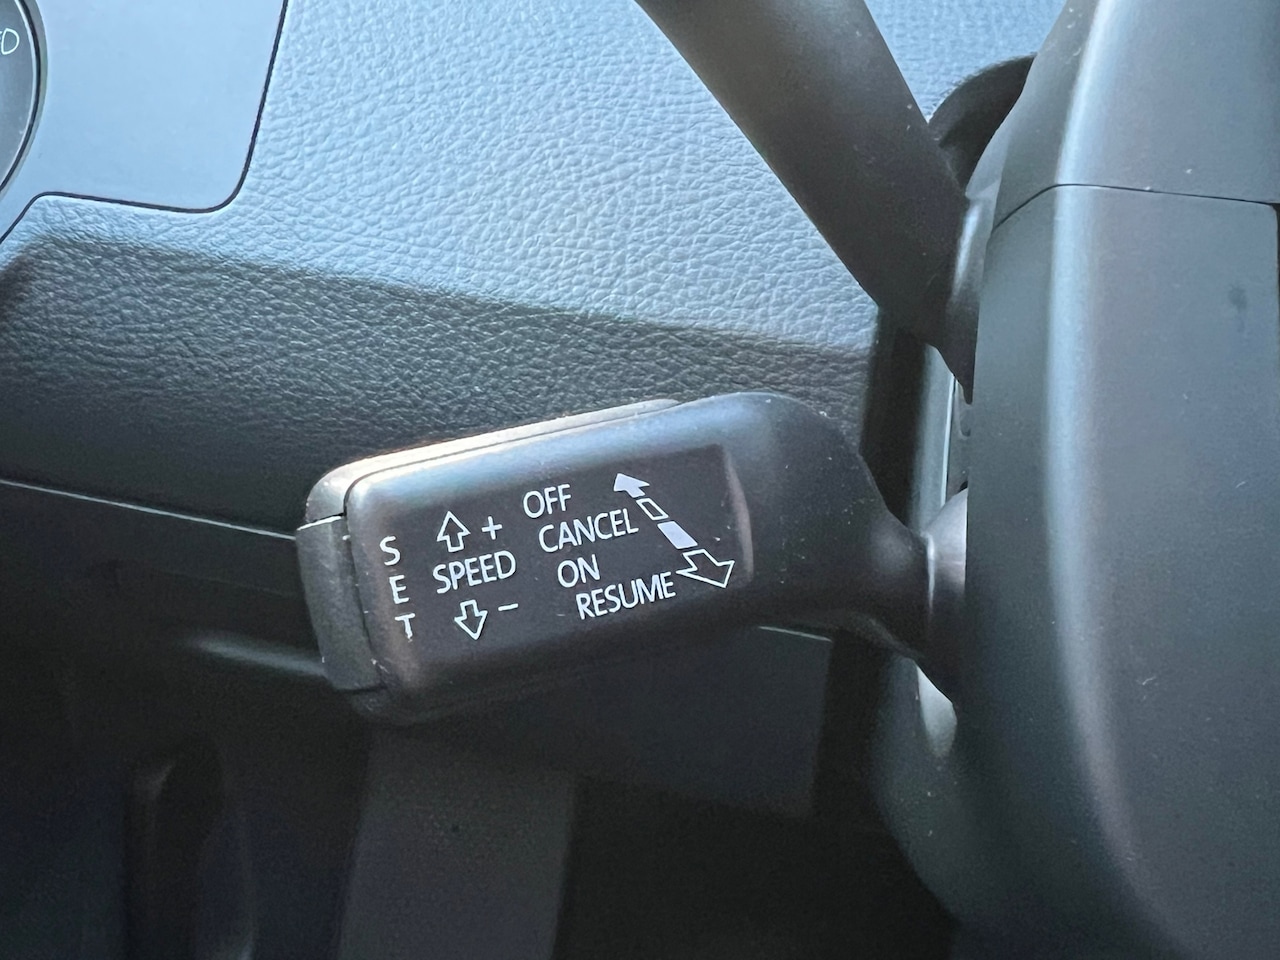 S
E
T
+
SPEED
−
OFF
CANCEL
ON
RESUME